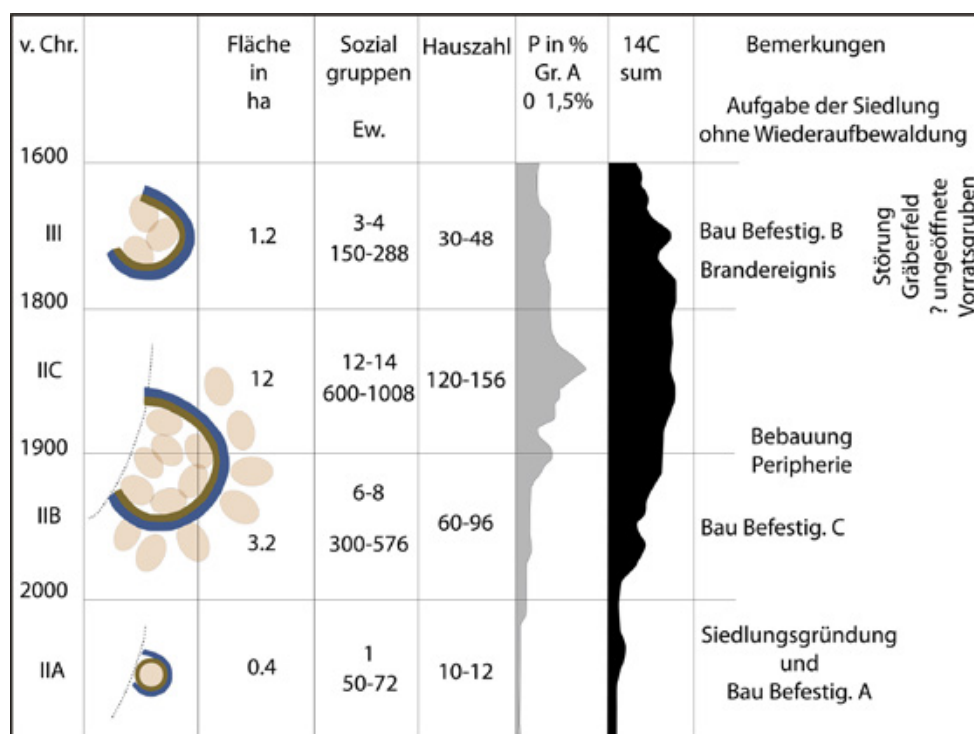 v. Chr.
Fläche
in
ha
Sozial
gruppen
Ew.
Hauszahl
P in %
Gr. A
0 1,5%
14C
sum
Bemerkungen
Aufgabe der Siedlung
ohne Wiederaufbewaldung
1600
III
1.2
3-4
150-288
30-48
Bau Befestig. B
Brandereignis
Störung
Gräberfeld
? ungeöffnete
Vorratsgruben
1800
IIC
12
12-14
600-1008
120-156
1900
Bebauung
Peripherie
IIB
3.2
6-8
300-576
60-96
Bau Befestig. C
2000
IIA
0.4
1
50-72
10-12
Siedlungsgründung
und
Bau Befestig. A